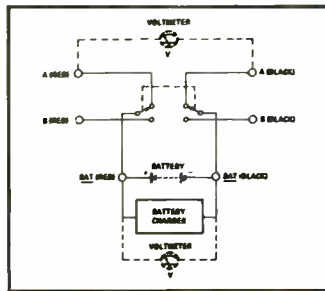 VOLTMETER
V
A (RED)
A (BLACK)
B (RED)
B (BLACK)
BATTERY
+ −
BAT (RED)
BAT (BLACK)
BATTERY
CHARGER
VOLTMETER
V